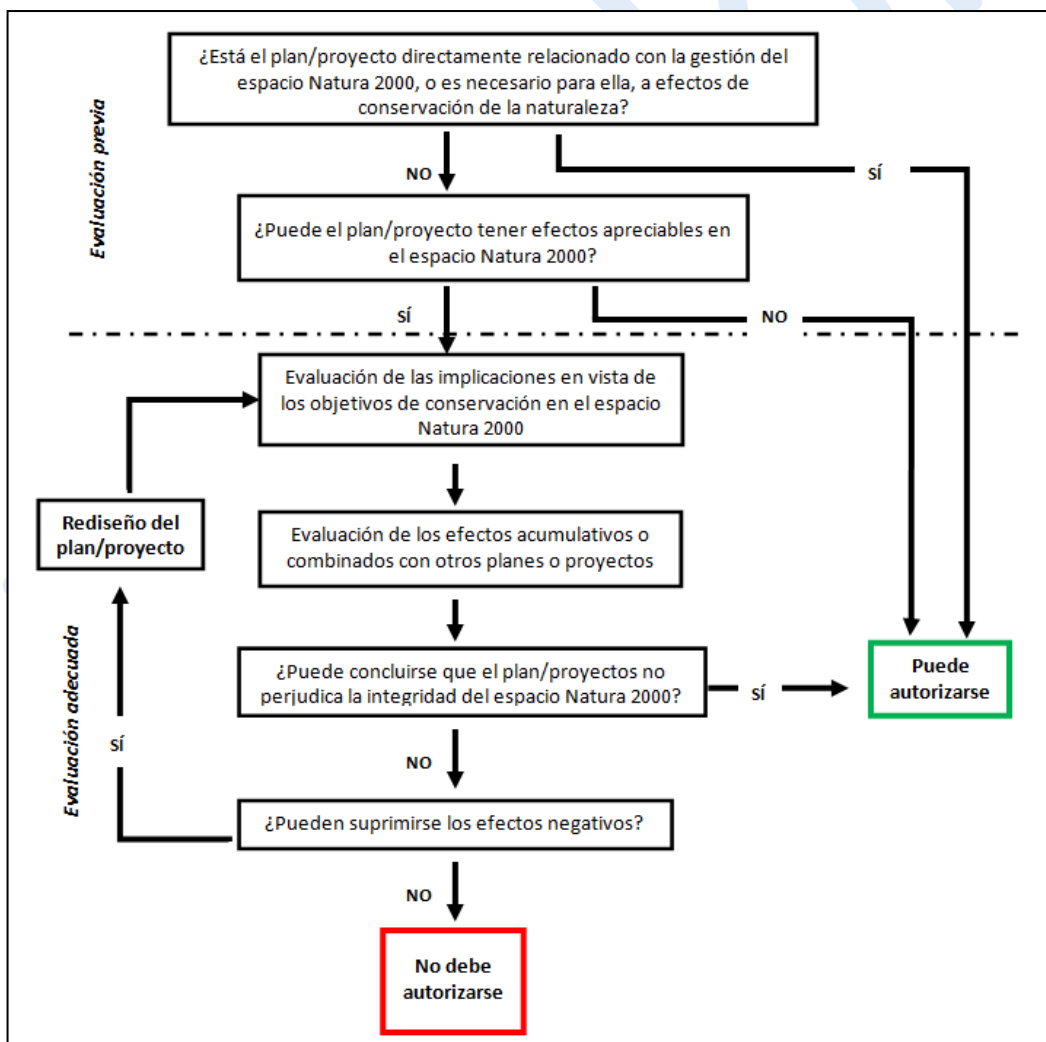 ¿Está el plan/proyecto directamente relacionado con la gestión del
espacio Natura 2000, o es necesario para ella, a efectos de
conservación de la naturaleza?
Evaluación previa
NO
SÍ
¿Puede el plan/proyecto tener efectos apreciables en
el espacio Natura 2000?
SÍ
NO
Evaluación de las implicaciones en vista de
los objetivos de conservación en el espacio
Natura 2000
Rediseño del
plan/proyecto
Evaluación de los efectos acumulativos o
combinados con otros planes o proyectos
Evaluación adecuada
¿Puede concluirse que el plan/proyectos no
perjudica la integridad del espacio Natura 2000?
SÍ
Puede
autorizarse
SÍ
NO
¿Pueden suprimirse los efectos negativos?
NO
No debe
autorizarse